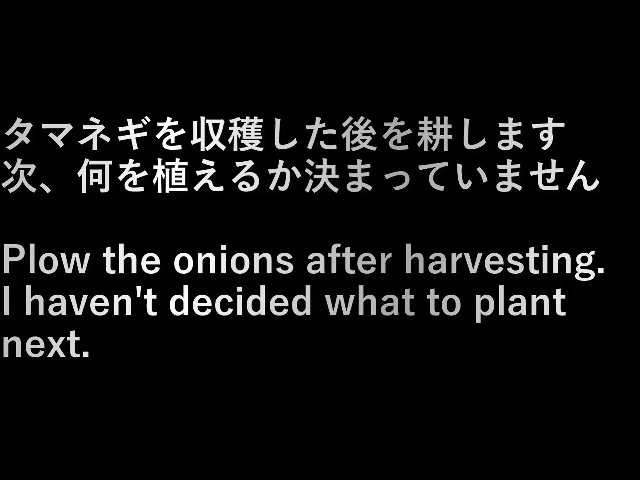 タマネギを収穫した後を耕します
次、何を植えるか決まっていません
Plow the onions after harvesting.
I haven't decided what to plant
next.